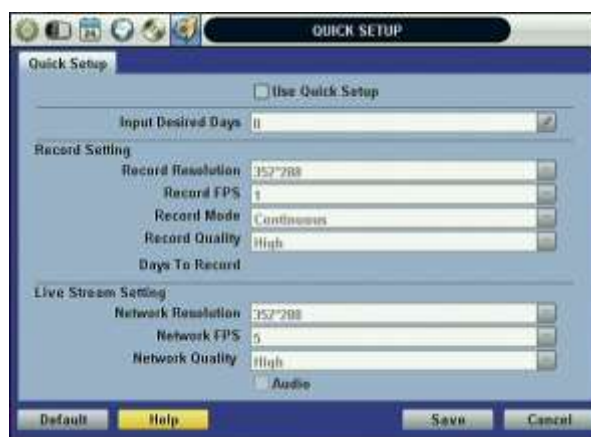 QUICK SETUP
Quick Setup
Use Quick Setup
Input Desired Days 0
Record Setting
Record Resolution 352*288
Record FPS 1
Record Mode Continuous
Record Quality High
Days To Record
Live Stream Setting
Network Resolution 352*288
Network FPS 5
Network Quality High
Audio
Default Help Save Cancel